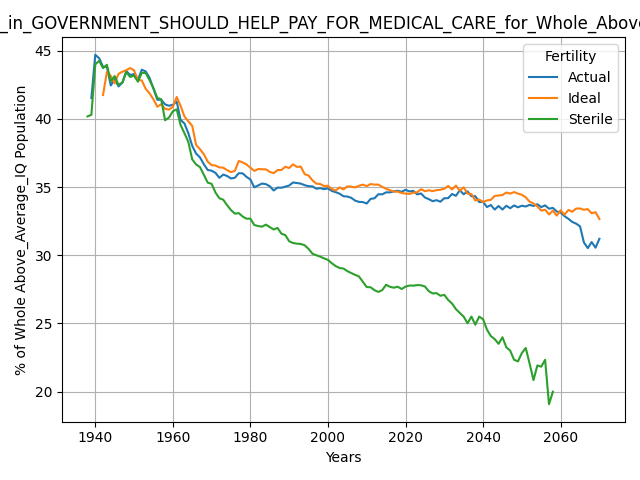 _in_GOVERNMENT_SHOULD_HELP_PAY_FOR_MEDICAL_CARE_for_Whole_Above
% of Whole Above_Average_IQ Population
45
40
35
30
25
20
Fertility
Actual
Ideal
Sterile
1940 1960 1980 2000 2020 2040 2060
Years